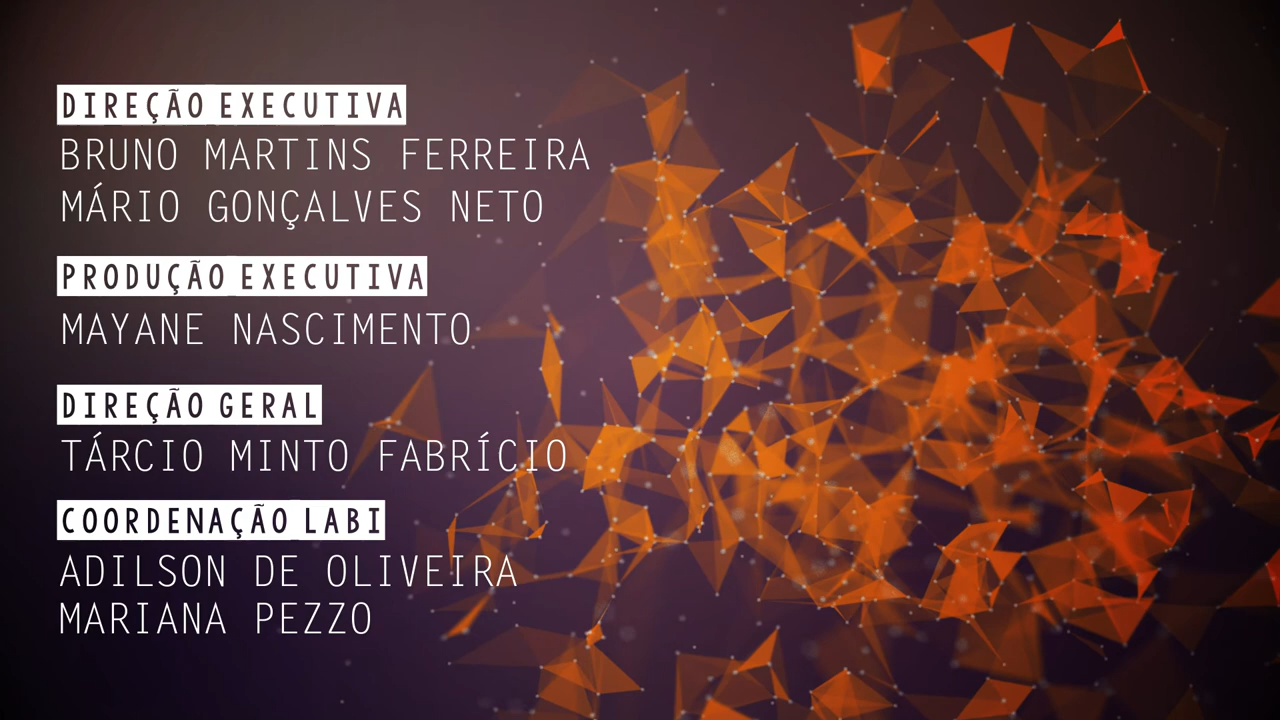 DIREÇÃO EXECUTIVA
BRUNO MARTINS FERREIRA
MÁRIO GONÇALVES NETO
PRODUÇÃO EXECUTIVA
MAYANE NASCIMENTO
DIREÇÃO GERAL
TÁRCIO MINTO FABRÍCIO
COORDENAÇÃO LABI
ADILSON DE OLIVEIRA
MARIANA PEZZO